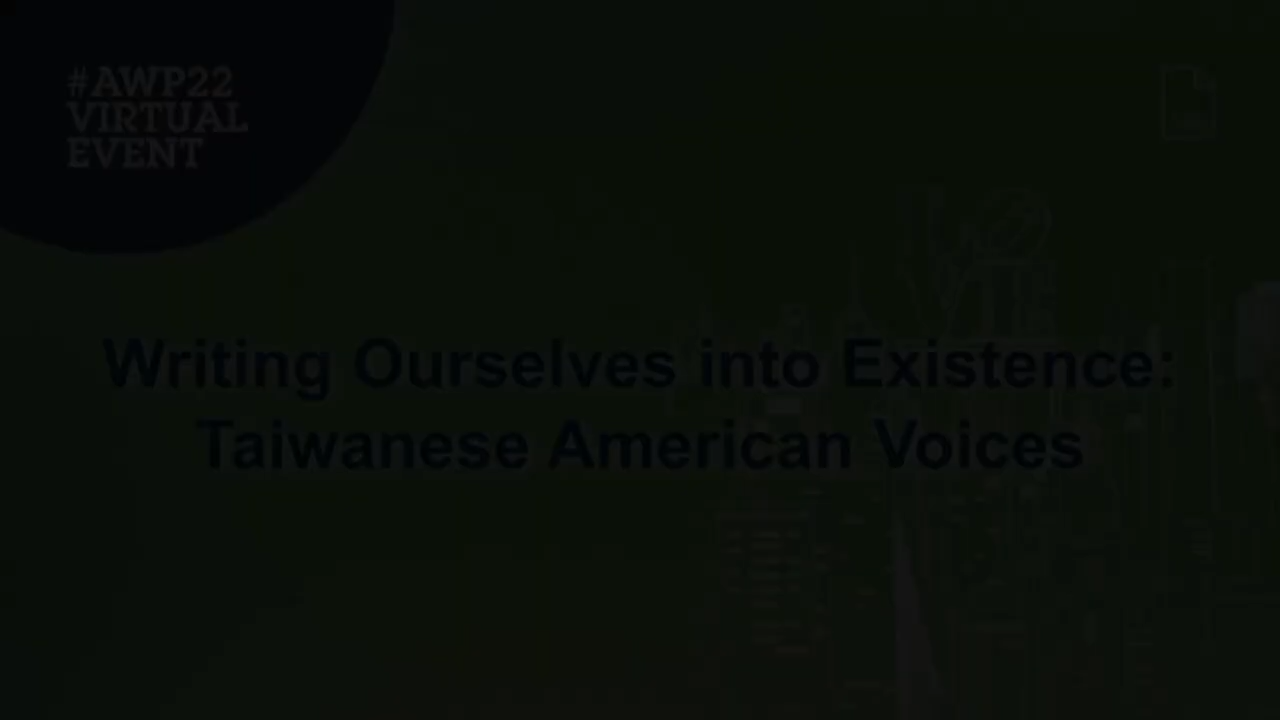 #AWP22
VIRTUAL
EVENT
Writing Ourselves into Existence:
Taiwanese American Voices